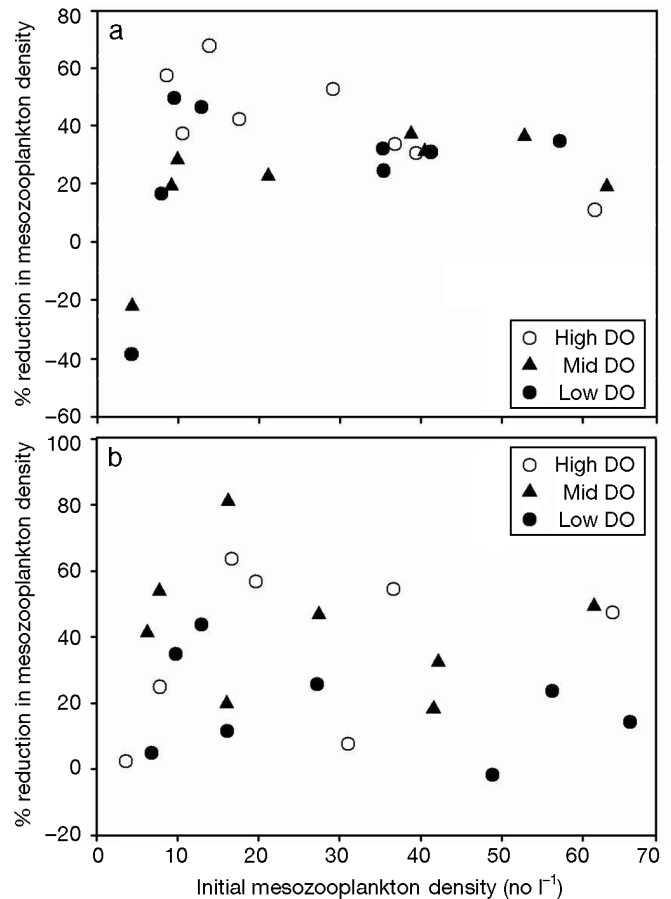 a
80
60
40
20
0
−20
−40
−60
% reduction in mesozooplankton density
High DO
Mid DO
Low DO
b
100
80
60
40
20
0
−20
% reduction in mesozooplankton density
High DO
Mid DO
Low DO
0 10 20 30 40 50 60 70
Initial mesozooplankton density (no l⁻¹)